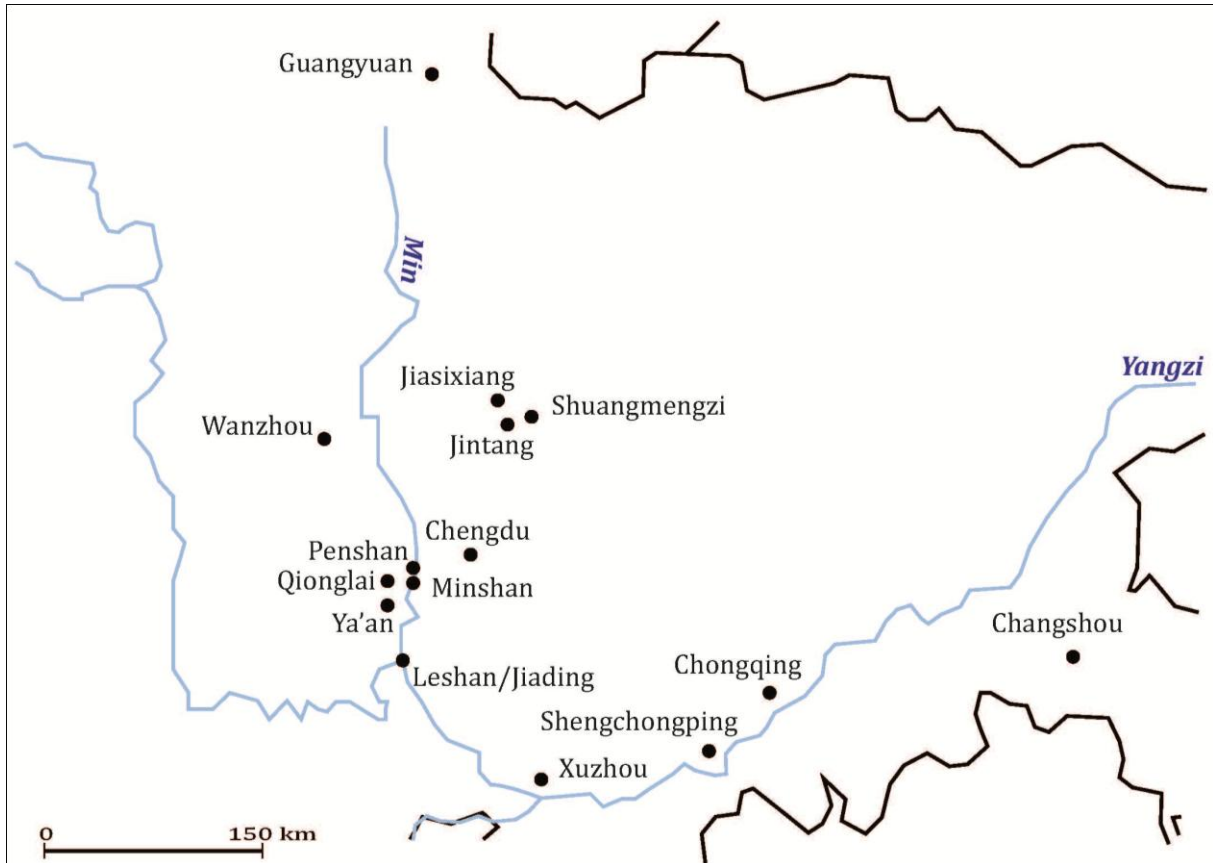 Guangyuan
Min
Yangzi
Jiasixiang
Shuangmengzi
Wanzhou
Jintang
Chengdu
Penshan
Qionglai
Minshan
Ya'an
Changshou
Leshan/Jiading
Chongqing
Shengchongping
Xuzhou
0 150 km